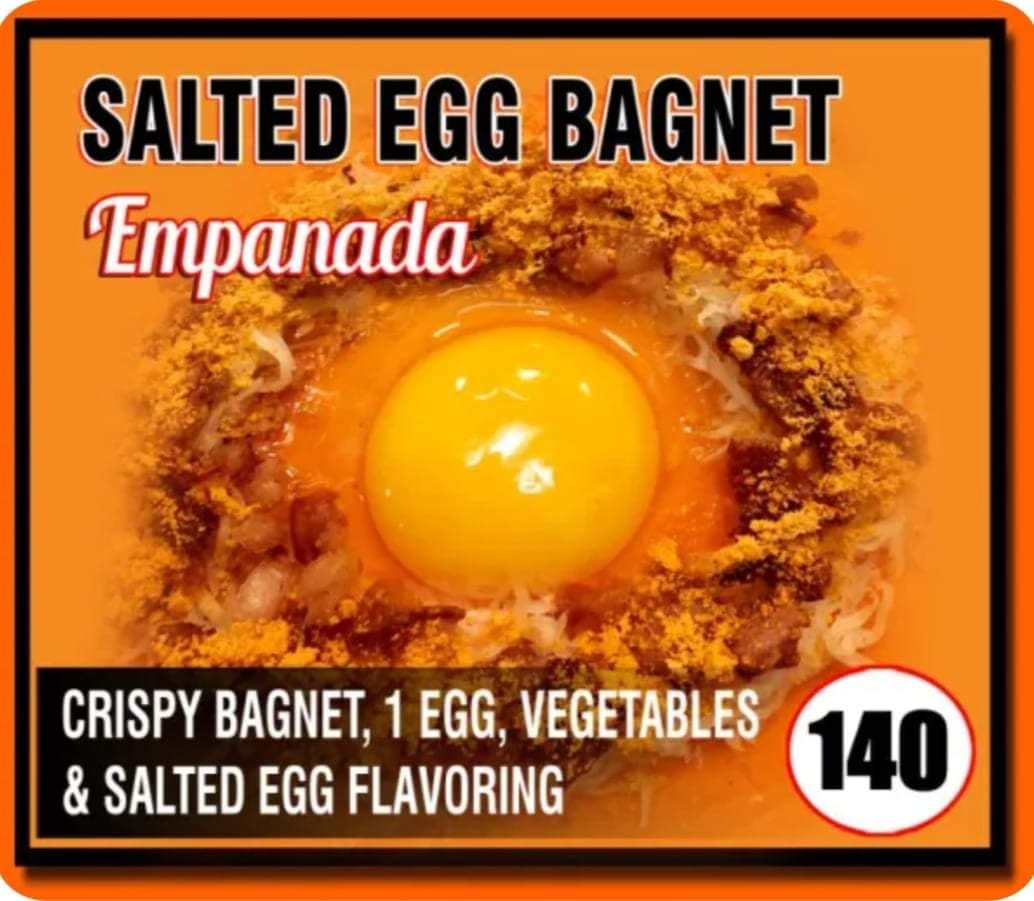 SALTED EGG BAGNET
Empanada
CRISPY BAGNET, 1 EGG, VEGETABLES
& SALTED EGG FLAVORING
140